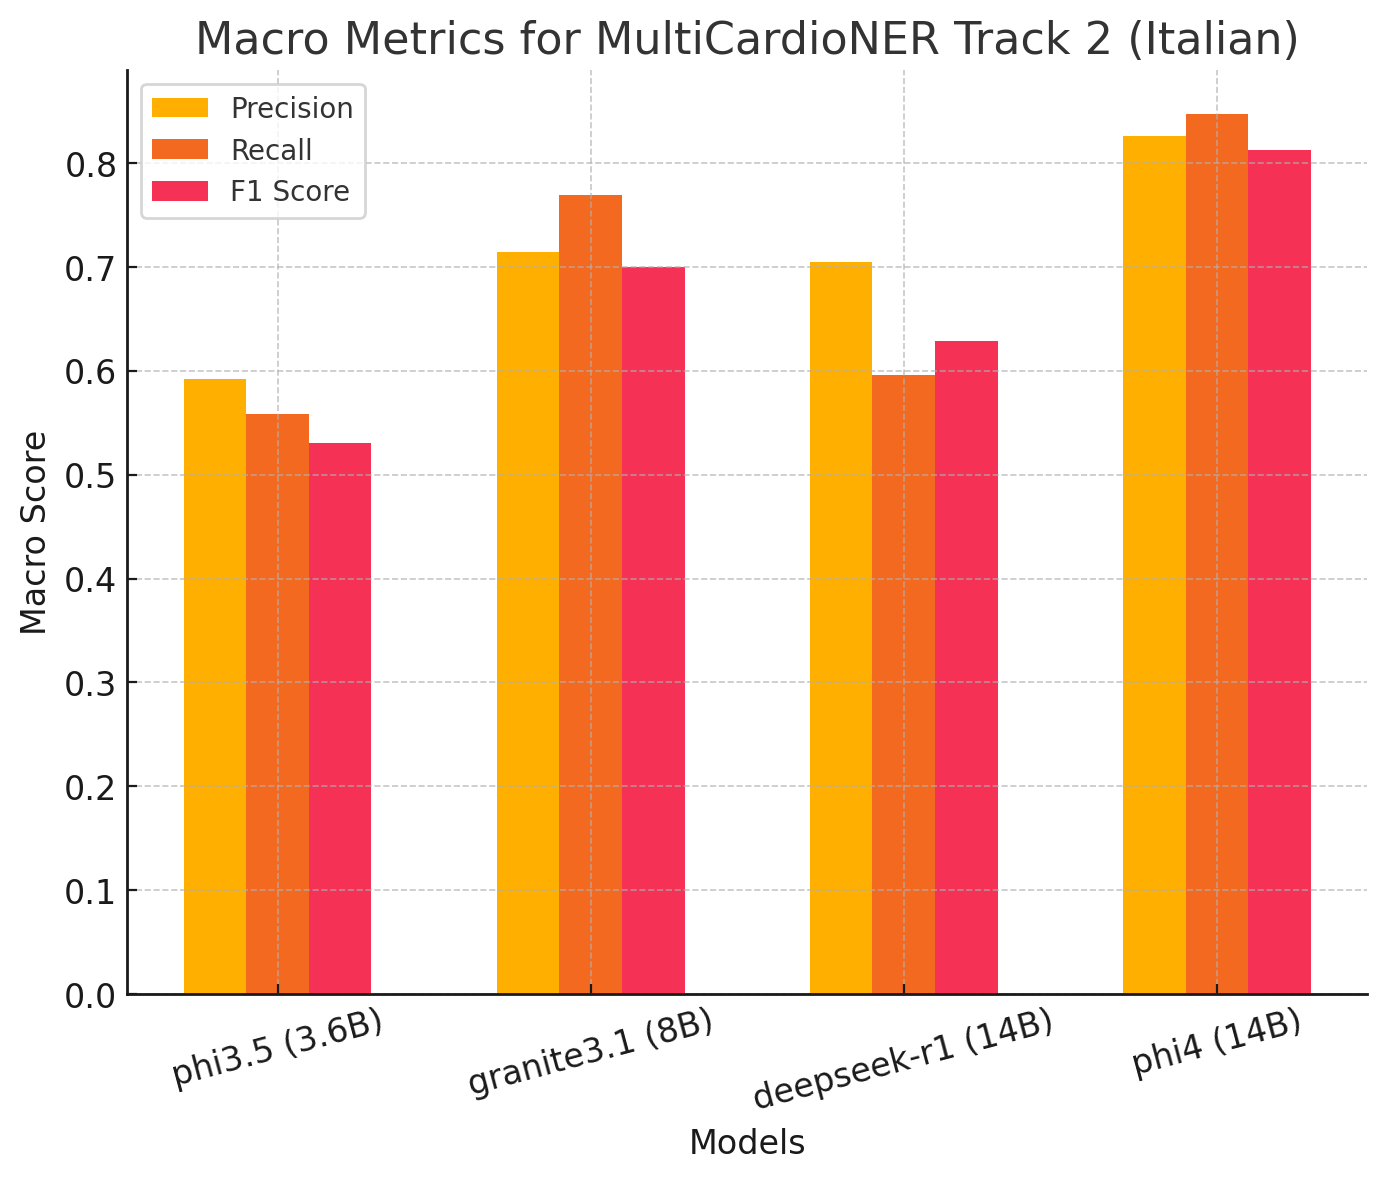 Macro Metrics for MultiCardioNER Track 2 (Italian)
Precision
Recall
F1 Score
Macro Score
0.8
0.7
0.6
0.5
0.4
0.3
0.2
0.1
0.0
phi3.5 (3.6B)
granite3.1 (8B)
deepseek-r1 (14B)
phi4 (14B)
Models